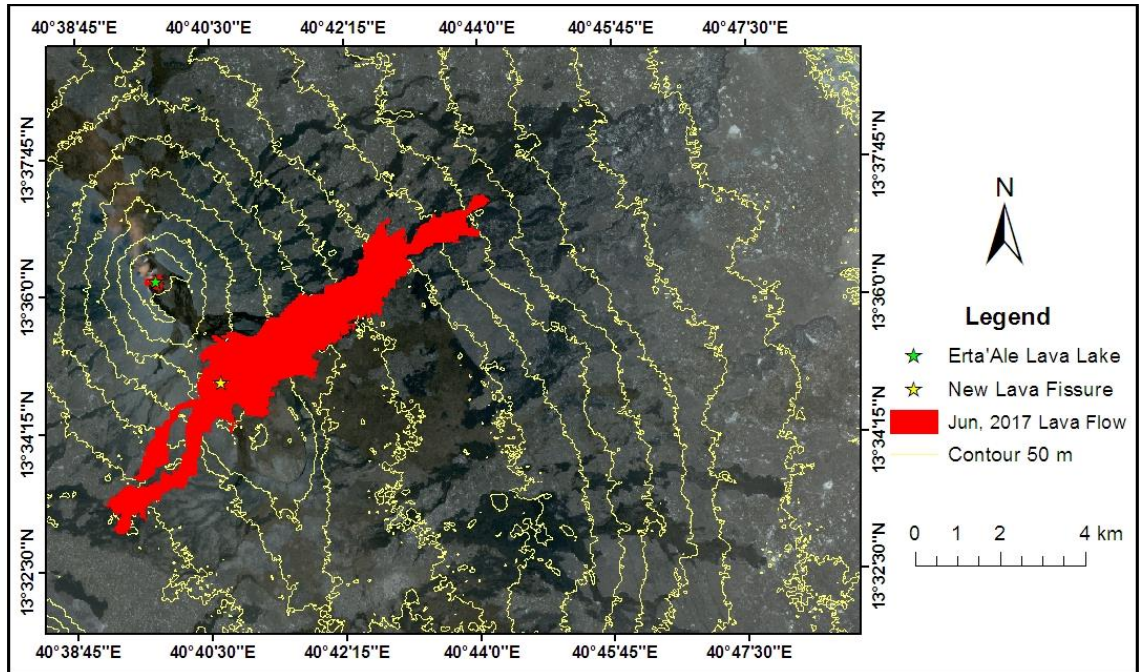 40°38'45"E 40°40'30"E 40°42'15"E 40°44'0"E 40°45'45"E 40°47'30"E
13°37'45"N 13°37'45"N
N
13°36'0"N 13°36'0"N
Legend
Erta'Ale Lava Lake
New Lava Fissure
13°34'15"N 13°34'15"N
Jun, 2017 Lava Flow
Contour 50 m
0 1 2 4 km
13°32'30"N 13°32'30"N
40°38'45"E 40°40'30"E 40°42'15"E 40°44'0"E 40°45'45"E 40°47'30"E